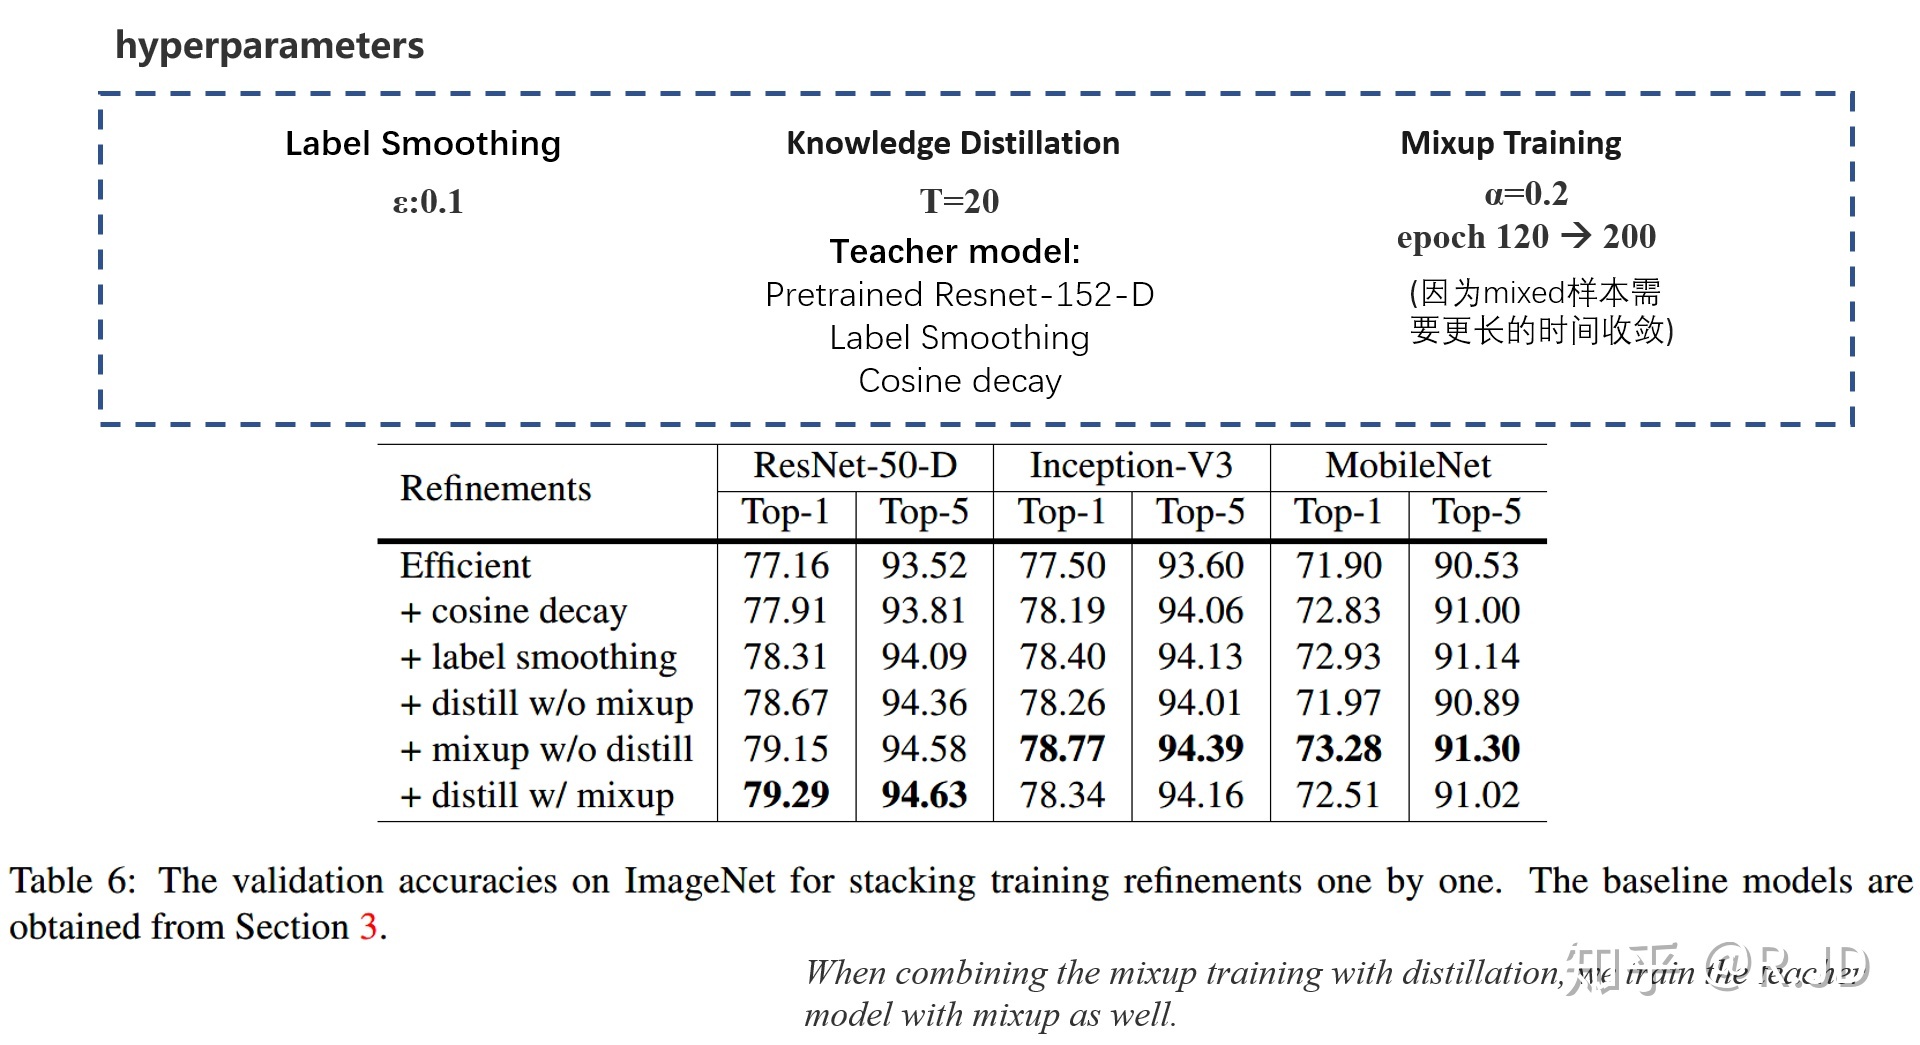 hyperparameters
Label Smoothing
ε:0.1
Knowledge Distillation
T=20
Teacher model:
Pretrained Resnet-152-D
Label Smoothing
Cosine decay
Mixup Training
α=0.2
epoch 120 → 200
(因为mixed样本需
要更长的时间收敛)
Refinements ResNet-50-D Inception-V3 MobileNet
Top-1 Top-5 Top-1 Top-5 Top-1 Top-5
Efficient 77.16 93.52 77.50 93.60 71.90 90.53
+ cosine decay 77.91 93.81 78.19 94.06 72.83 91.00
+ label smoothing 78.31 94.09 78.40 94.13 72.93 91.14
+ distill w/o mixup 78.67 94.36 78.26 94.01 71.97 90.89
+ mixup w/o distill 79.15 94.58 78.77 94.39 73.28 91.30
+ distill w/ mixup 79.29 94.63 78.34 94.16 72.51 91.02
Table 6: The validation accuracies on ImageNet for stacking training refinements one by one. The baseline models are
obtained from Section 3.
When combining the mixup training with distillation, we train the teacher
model with mixup as well.
知乎 @R.JD